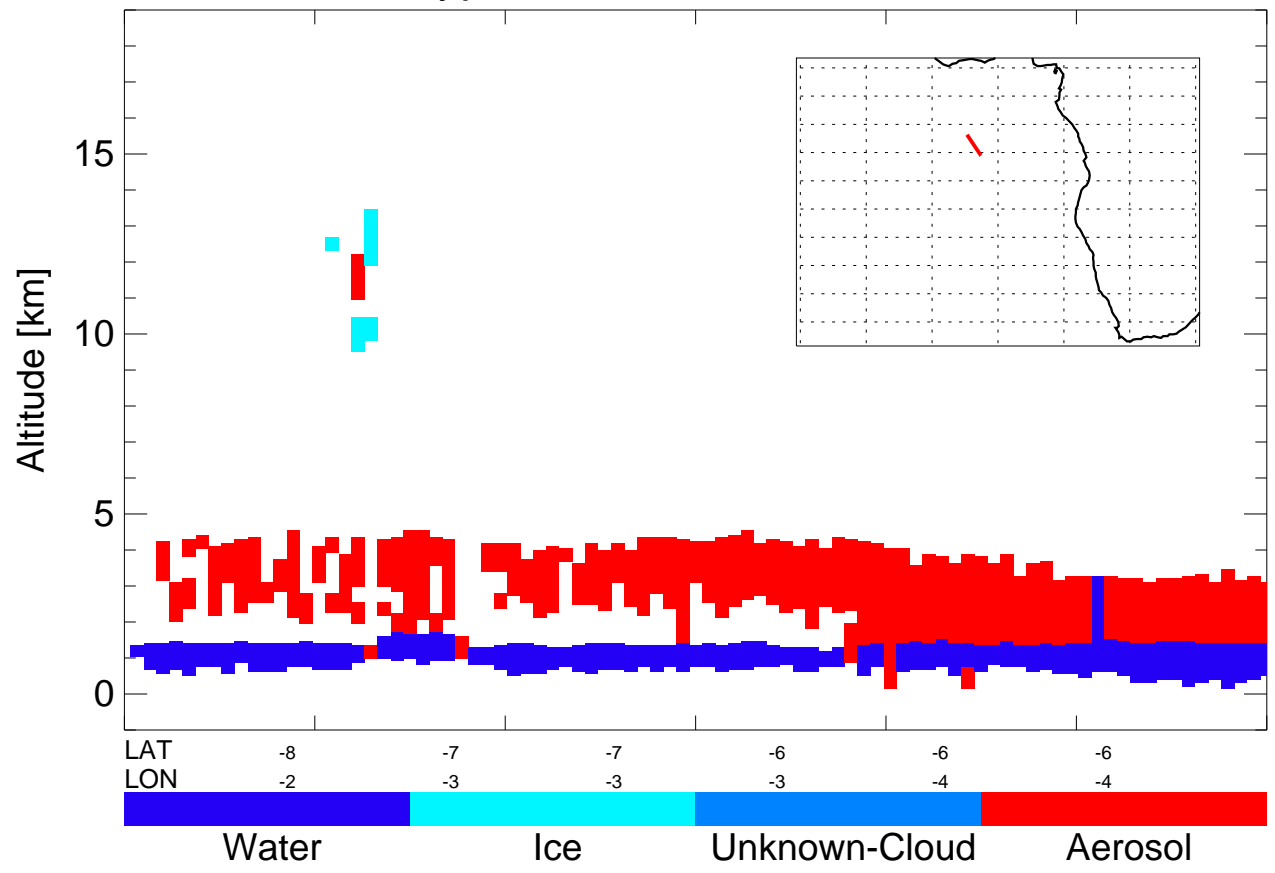 15
10
5
0
Altitude [km]
LAT -8 -7 -7 -6 -6 -6
LON -2 -3 -3 -3 -4 -4
Water Ice Unknown-Cloud Aerosol